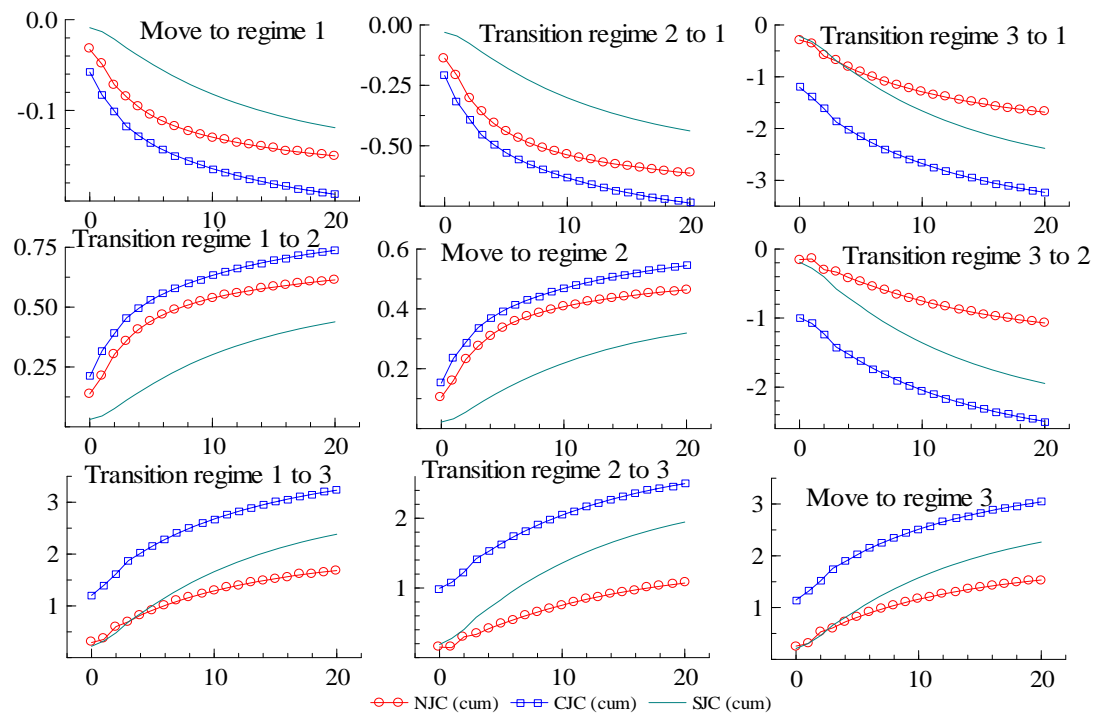 Move to regime 1
0.0
-0.1
0 10 20
Transition regime 2 to 1
0.00
-0.25
-0.50
0 10 20
Transition regime 3 to 1
0
-1
-2
-3
0 10 20
Transition regime 1 to 2
0.75
0.50
0.25
0 10 20
Move to regime 2
0.6
0.4
0.2
0 10 20
Transition regime 3 to 2
0
-1
-2
0 10 20
Transition regime 1 to 3
3
2
1
0 10 20
Transition regime 2 to 3
2
1
0 10 20
Move to regime 3
3
2
1
0 10 20
NJC (cum) CJC (cum) SJC (cum)